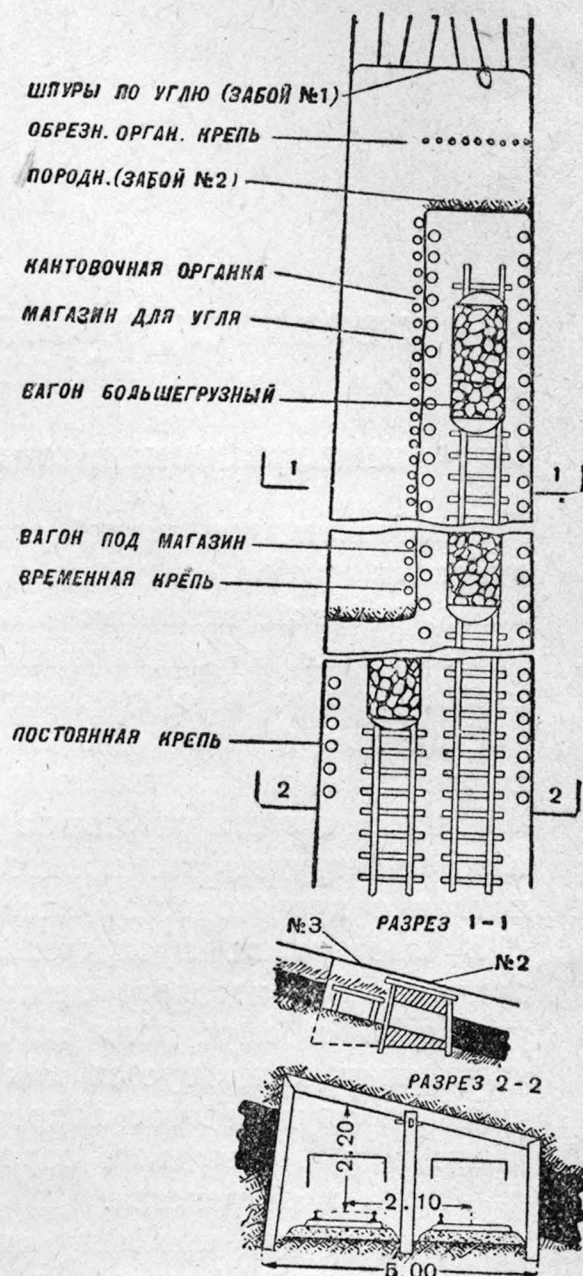 ШПУРЫ ПО УГЛЮ (ЗАБОЙ №1)
ОБРЕЗН. ОРГАН. КРЕПЬ
ПОРОДН. (ЗАБОЙ №2)
КАНТОВОЧНАЯ ОРГАНКА
МАГАЗИН ДЛЯ УГЛЯ
ВАГОН БОЛЬШЕГРУЗНЫЙ
1 1
ВАГОН ПОД МАГАЗИН
ВРЕМЕННАЯ КРЕПЬ
ПОСТОЯННАЯ КРЕПЬ
2 2
РАЗРЕЗ 1-1
№3
№2
РАЗРЕЗ 2-2
2.20
2.10
5.00